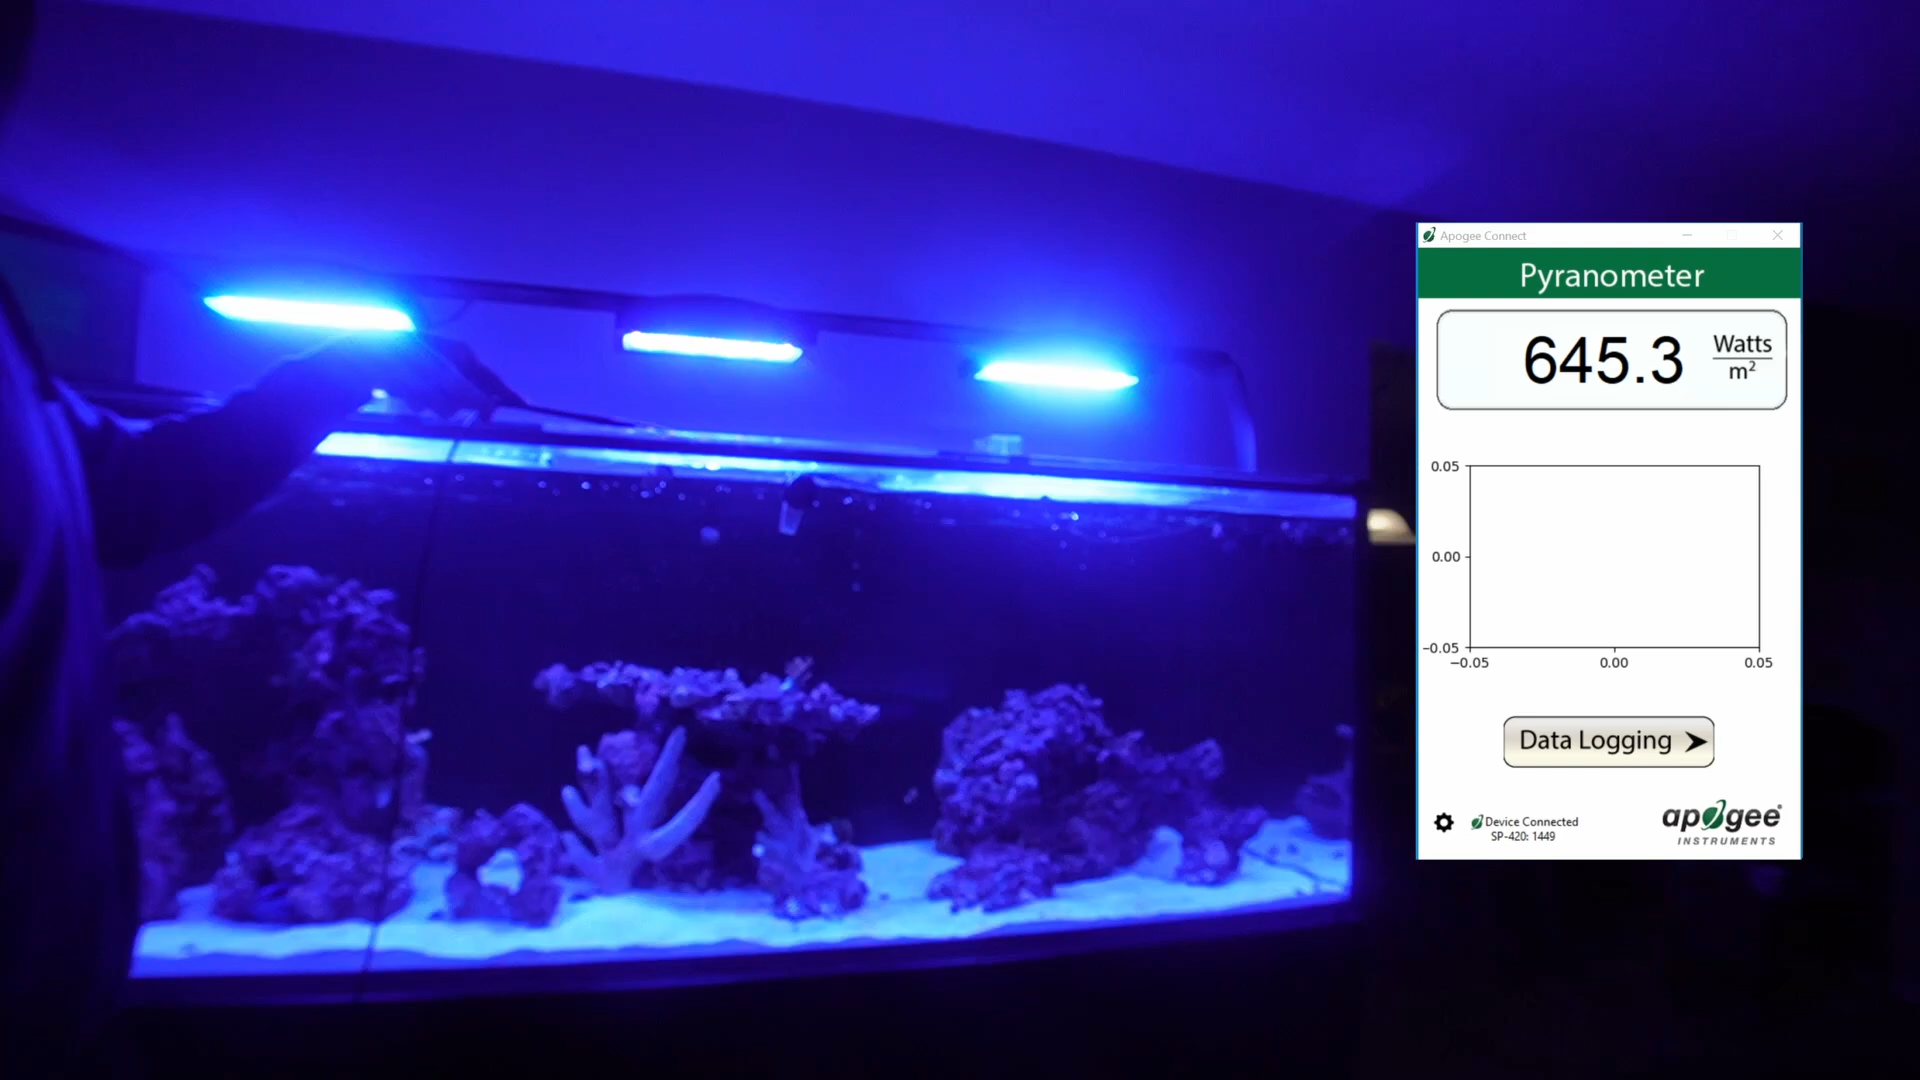 Apogee Connect
Pyranometer
645.3 Watts
m²
0.05
0.00
−0.05
−0.05 0.00 0.05
Data Logging
Device Connected
SP-420: 1449
apogee®
INSTRUMENTS